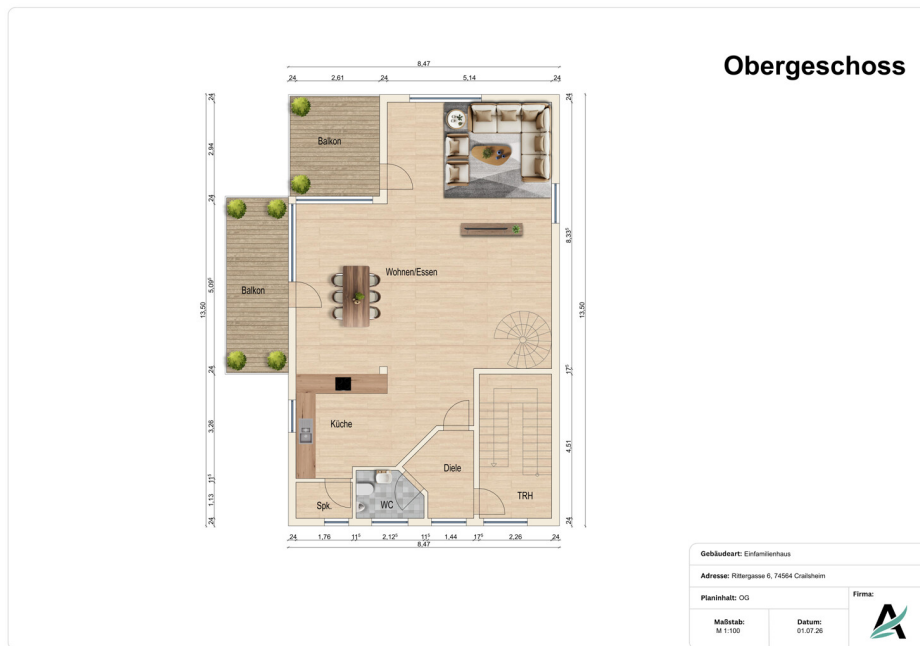 Obergeschoss
8,47
24 2,61 24 5,14 24
24
2,94
24
5,09⁵
13,50
24
3,26
11⁵
1,13
24
24
8,33⁵
13,50
17⁵
4,51
24
Balkon
Balkon
Wohnen/Essen
Küche
Diele
Spk.
WC
TRH
24 1,76 11⁵ 2,12⁵ 11⁵ 1,44 17⁵ 2,26 24
8,47
Gebäudeart: Einfamilienhaus
Adresse: Rittergasse 6, 74564 Crailsheim
Planinhalt: OG
Firma:
Maßstab:
M 1:100
Datum:
01.07.26